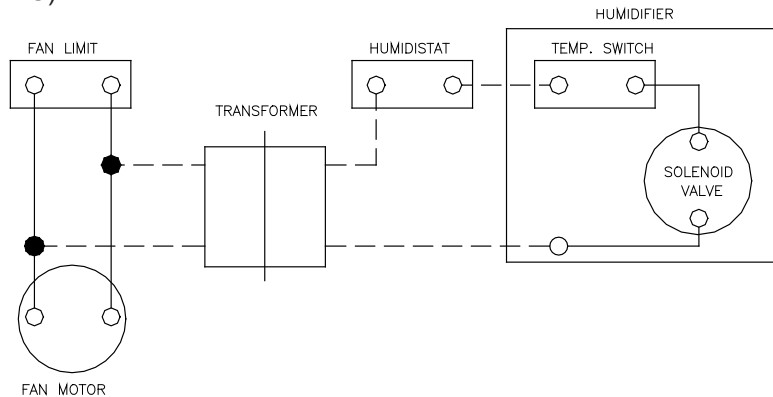 HUMIDIFIER
FAN LIMIT
HUMIDISTAT
TEMP. SWITCH
TRANSFORMER
SOLENOID
VALVE
FAN MOTOR